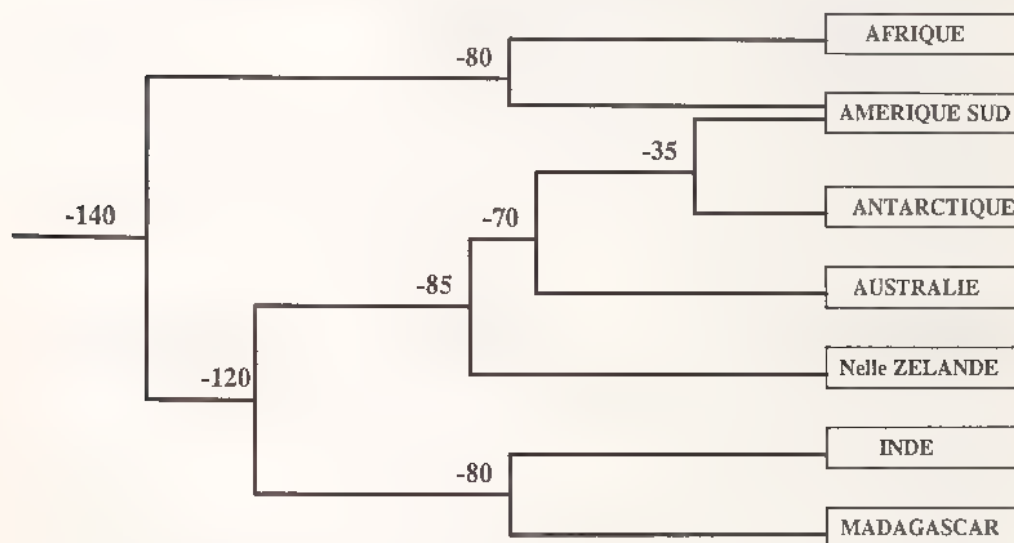 AFRIQUE
-80
AMERIQUE SUD
-35
ANTARCTIQUE
-140
-70
AUSTRALIE
-85
Nelle ZELANDE
-120
INDE
-80
MADAGASCAR